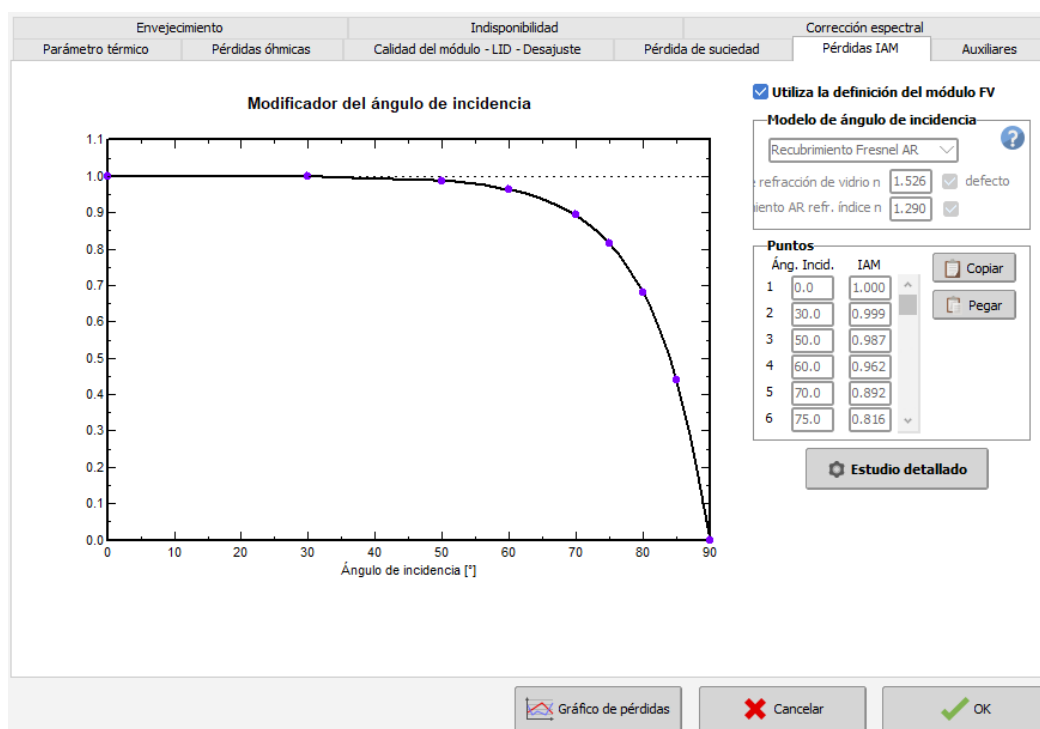 Envejecimiento Indisponibilidad Corrección espectral
Parámetro térmico Pérdidas óhmicas Calidad del módulo - LID - Desajuste Pérdida de suciedad Pérdidas IAM Auxiliares
Modificador del ángulo de incidencia
1.1
1.0
0.9
0.8
0.7
0.6
0.5
0.4
0.3
0.2
0.1
0.0
0 10 20 30 40 50 60 70 80 90
Ángulo de incidencia [°]
Utiliza la definición del módulo FV
Modelo de ángulo de incidencia
Recubrimiento Fresnel AR
e refracción de vidrio n 1.526 defecto
iento AR refr. índice n 1.290
Puntos
Áng. Incid. IAM
1 0.0 1.000
2 30.0 0.999
3 50.0 0.987
4 60.0 0.962
5 70.0 0.892
6 75.0 0.816
Copiar
Pegar
Estudio detallado
Gráfico de pérdidas Cancelar OK